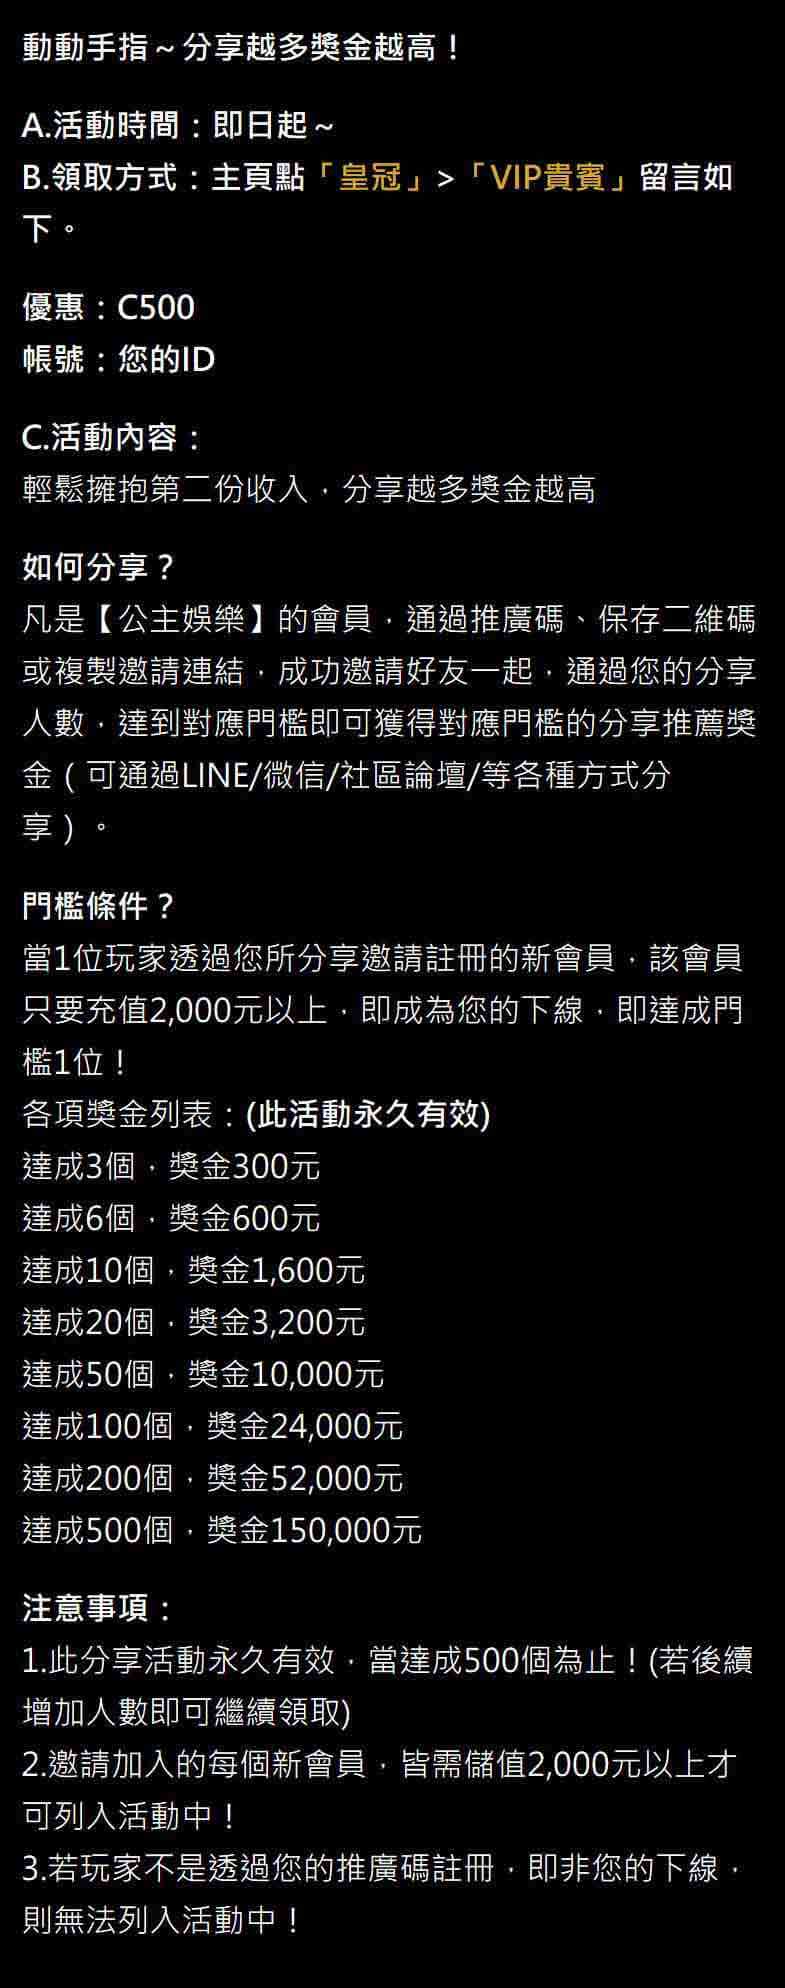 動動手指～分享越多獎金越高！
A.活動時間：即日起～
B.領取方式：主頁點「皇冠」>「VIP貴賓」留言如
下。
優惠：C500
帳號：您的ID
C.活動內容：
輕鬆擁抱第二份收入，分享越多獎金越高
如何分享？
凡是【公主娛樂】的會員，通過推廣碼、保存二維碼
或複製邀請連結，成功邀請好友一起，通過您的分享
人數，達到對應門檻即可獲得對應門檻的分享推薦獎
金（可通過LINE/微信/社區論壇/等各種方式分
享）。
門檻條件？
當1位玩家透過您所分享邀請註冊的新會員，該會員
只要充值2,000元以上，即成為您的下線，即達成門
檻1位！
各項獎金列表：(此活動永久有效)
達成3個，獎金300元
達成6個，獎金600元
達成10個，獎金1,600元
達成20個，獎金3,200元
達成50個，獎金10,000元
達成100個，獎金24,000元
達成200個，獎金52,000元
達成500個，獎金150,000元
注意事項：
1.此分享活動永久有效，當達成500個為止！(若後續
增加人數即可繼續領取)
2.邀請加入的每個新會員，皆需儲值2,000元以上才
可列入活動中！
3.若玩家不是透過您的推廣碼註冊，即非您的下線，
則無法列入活動中！